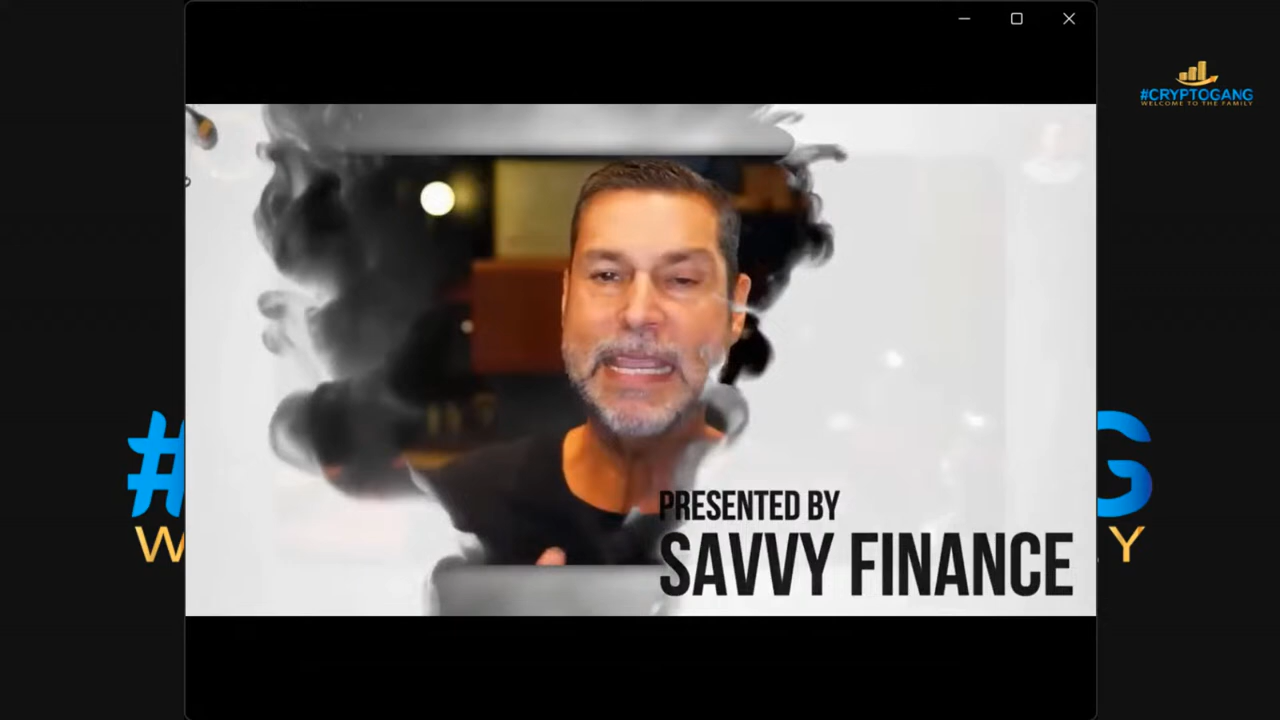 #CRYPTOGANG
WELCOME TO THE FAMILY
PRESENTED BY
SAVVY FINANCE
#
G
W
Y